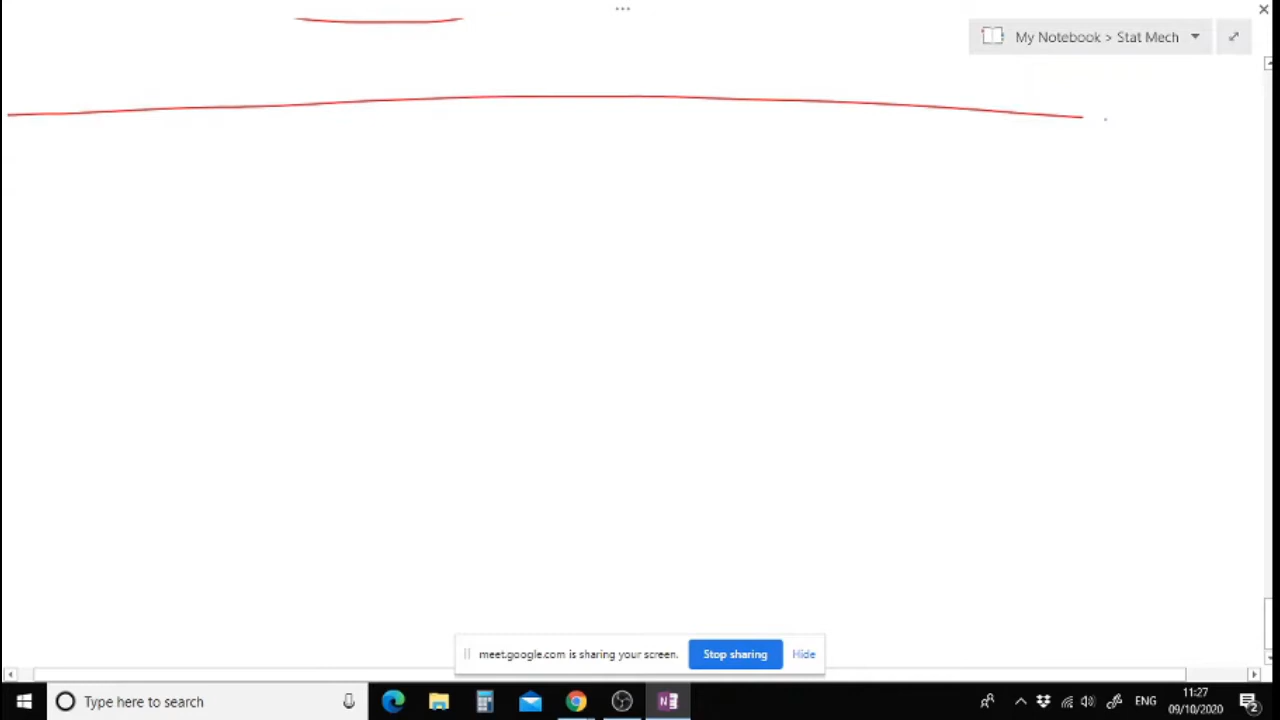 My Notebook > Stat Mech
meet.google.com is sharing your screen.
Stop sharing
Hide
Type here to search
ENG
11:27
09/10/2020
2